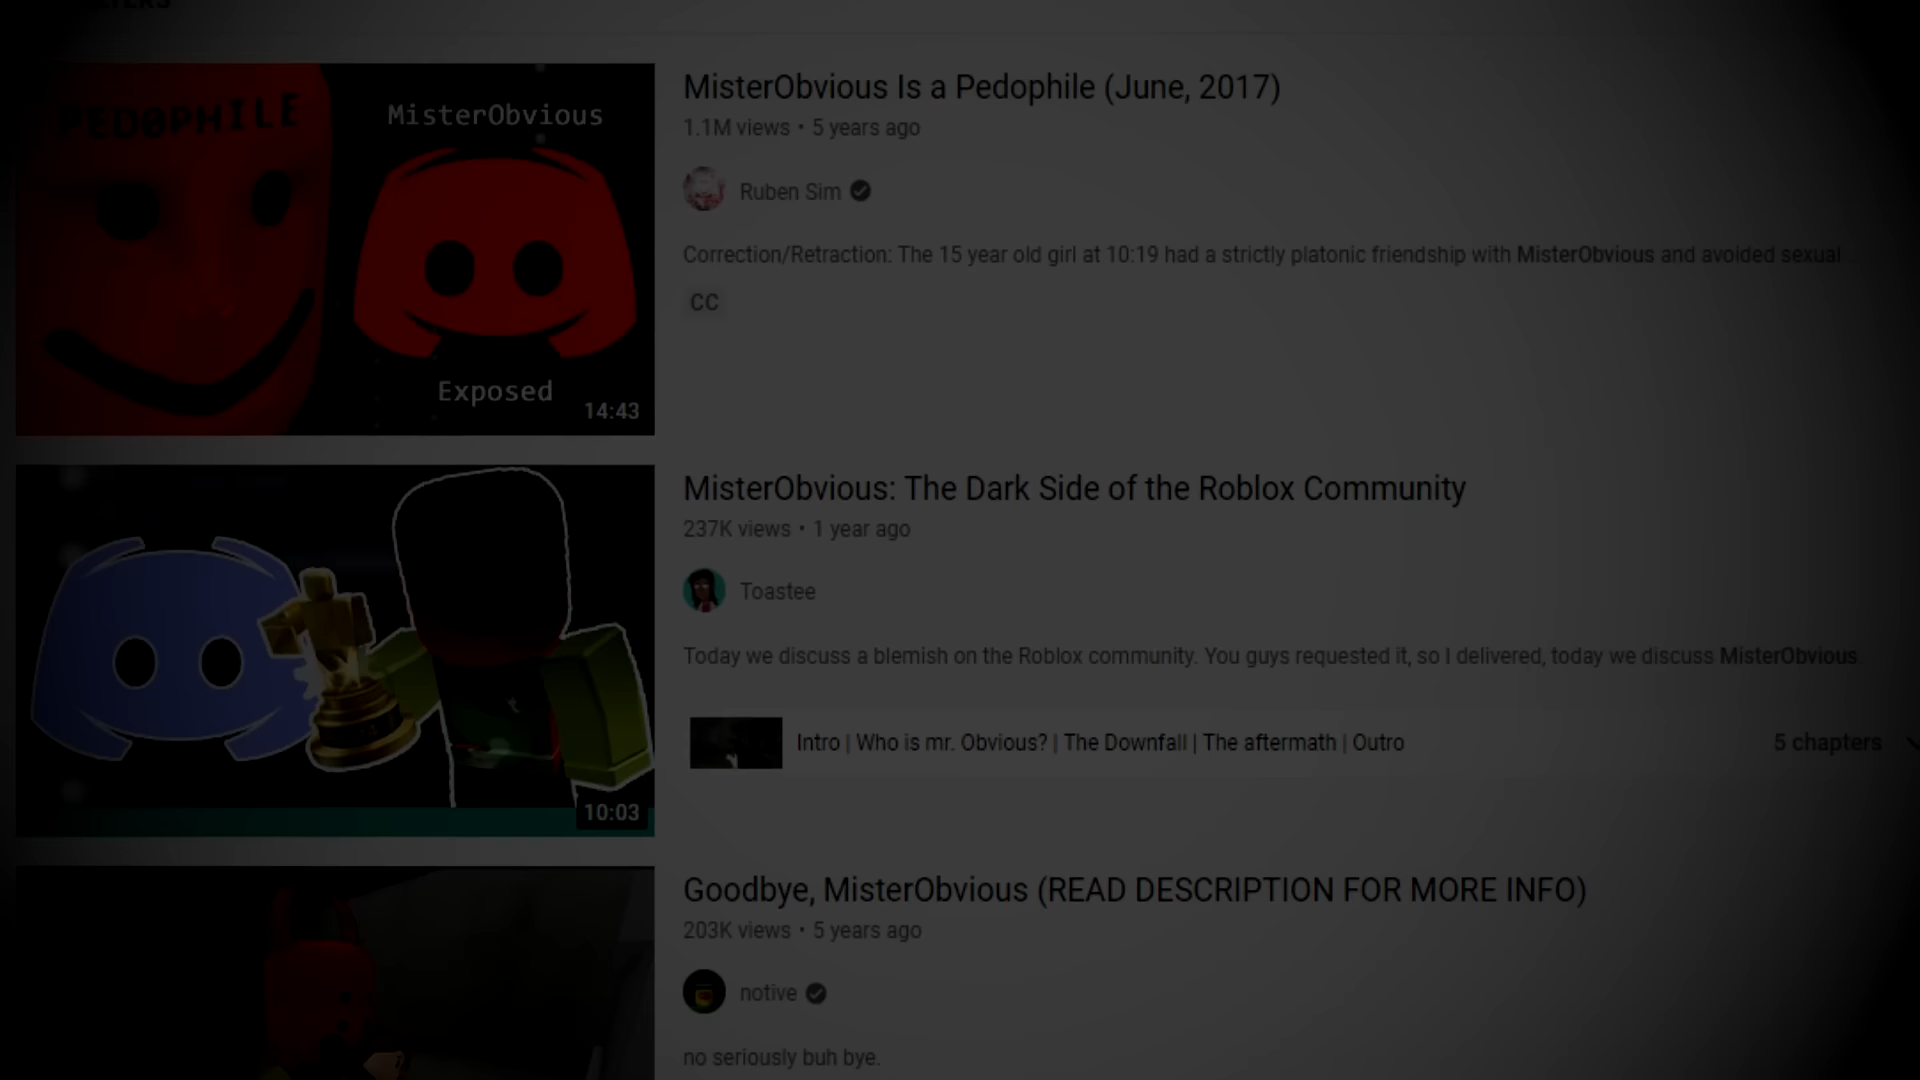 FILTERS
PEDOPHILE
MisterObvious
Exposed
14:43
MisterObvious Is a Pedophile (June, 2017)
1.1M views • 5 years ago
Ruben Sim
Correction/Retraction: The 15 year old girl at 10:19 had a strictly platonic friendship with MisterObvious and avoided sexual ...
CC
10:03
MisterObvious: The Dark Side of the Roblox Community
237K views • 1 year ago
Toastee
Today we discuss a blemish on the Roblox community. You guys requested it, so I delivered, today we discuss MisterObvious.
Intro | Who is mr. Obvious? | The Downfall | The aftermath | Outro
5 chapters
Goodbye, MisterObvious (READ DESCRIPTION FOR MORE INFO)
203K views • 5 years ago
notive
no seriously buh bye.